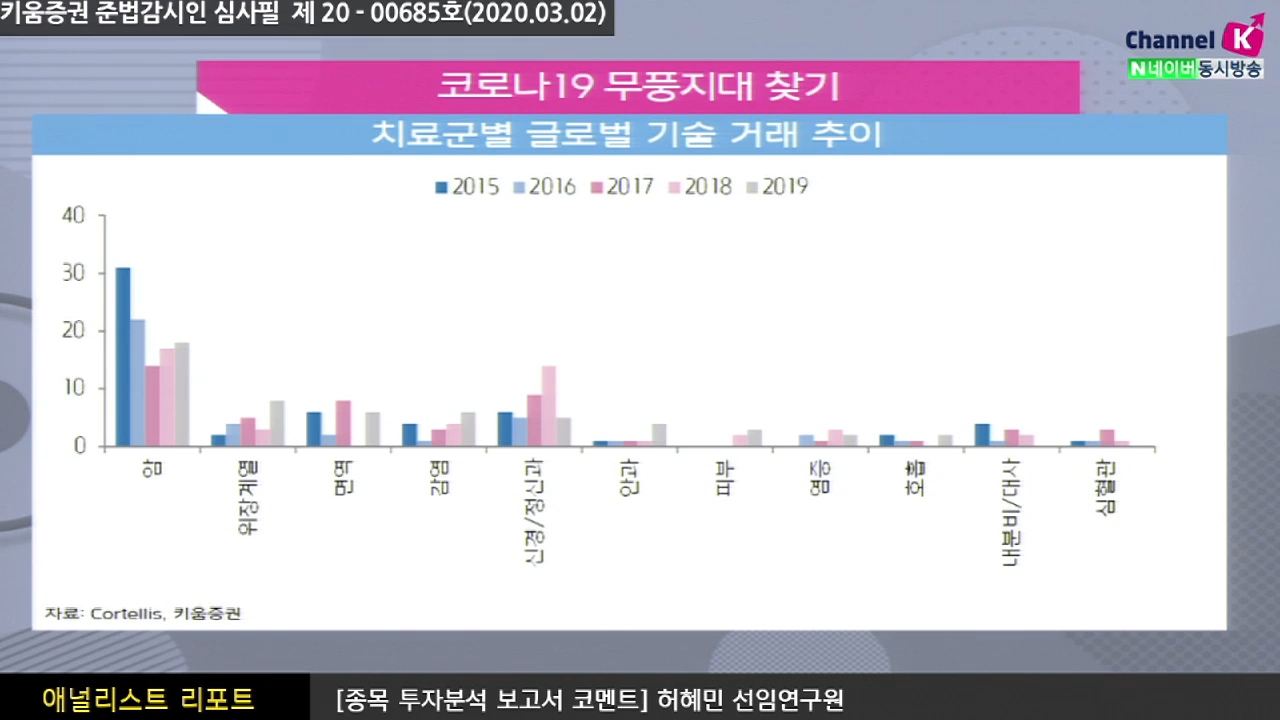 키움증권 준법감시인 심사필 제 20 - 00685호(2020.03.02)
Channel K
N네이버 동시방송
코로나19 무풍지대 찾기
치료군별 글로벌 기술 거래 추이
2015 2016 2017 2018 2019
40
30
20
10
0
암 위장계열 면역 감염 신경/정신과 안과 피부 염증 호흡 내분비/대사 심혈관
자료: Cortellis, 키움증권
애널리스트 리포트
[종목 투자분석 보고서 코멘트] 허혜민 선임연구원